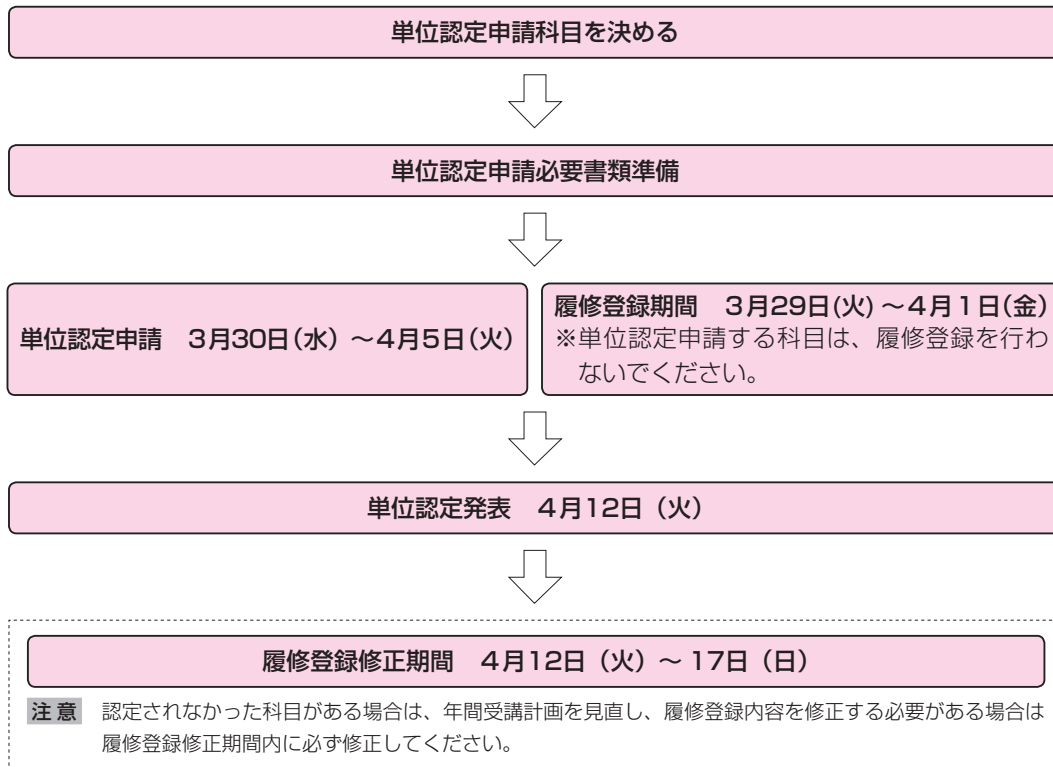 単位認定申請科目を決める
単位認定申請必要書類準備
単位認定申請　3月30日(水)～4月5日(火)
履修登録期間　3月29日(火)～4月1日(金)
※単位認定申請する科目は、履修登録を行わ
ないでください。
単位認定発表　4月12日（火）
履修登録修正期間　4月12日（火）～17日（日）
注意　認定されなかった科目がある場合は、年間受講計画を見直し、履修登録内容を修正する必要がある場合は
履修登録修正期間内に必ず修正してください。